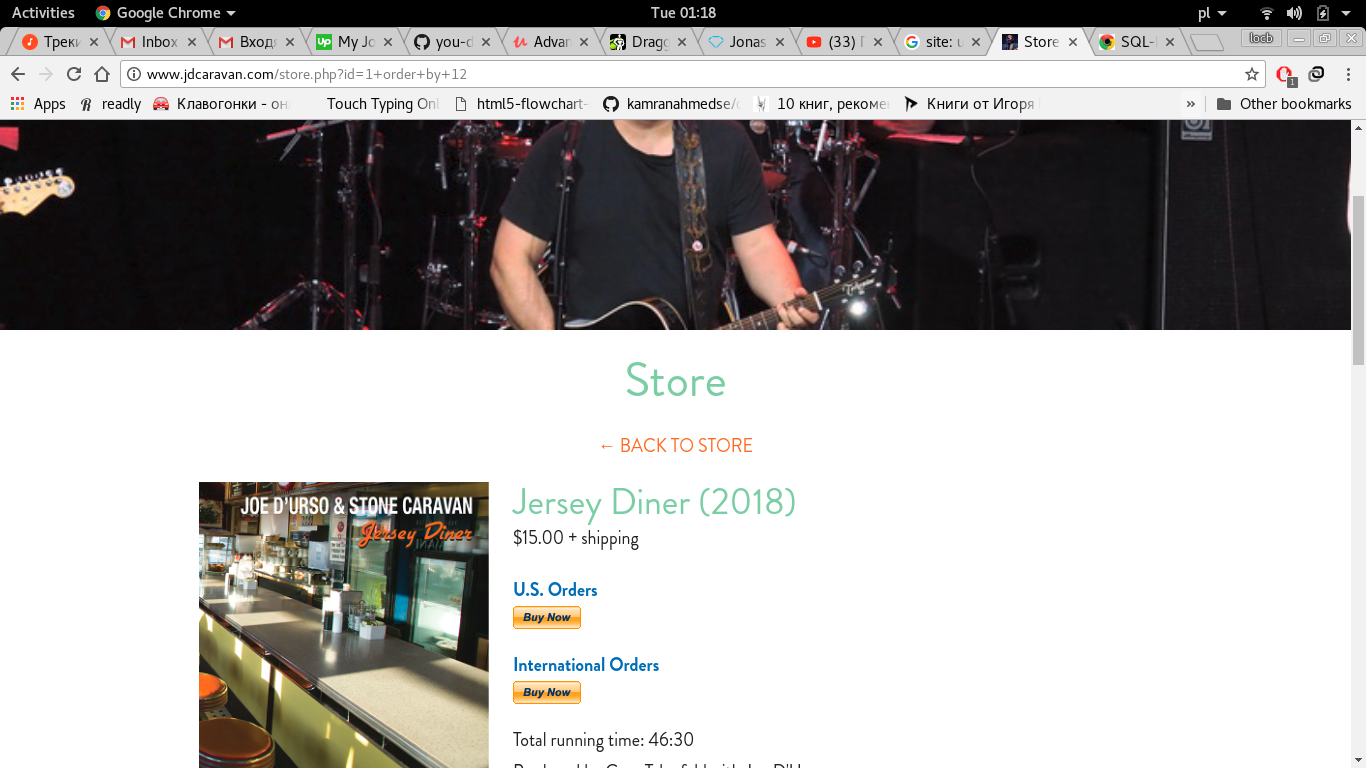 Activities Google Chrome Tue 01:18 pl
Треки Inbox Входя My Jo you-d Advan Dragg Jonas (33) П site: u Store SQL- locb
www.jdcaravan.com/store.php?id=1+order+by+12 1
Apps readly Клавогонки - он Touch Typing Onl html5-flowchart- kamranahmedse/d 10 книг, рекоме Книги от Игоря » Other bookmarks
Store
← BACK TO STORE
JOE D'URSO & STONE CARAVAN
Jersey Diner
Jersey Diner (2018)
$15.00 + shipping
U.S. Orders
Buy Now
International Orders
Buy Now
Total running time: 46:30